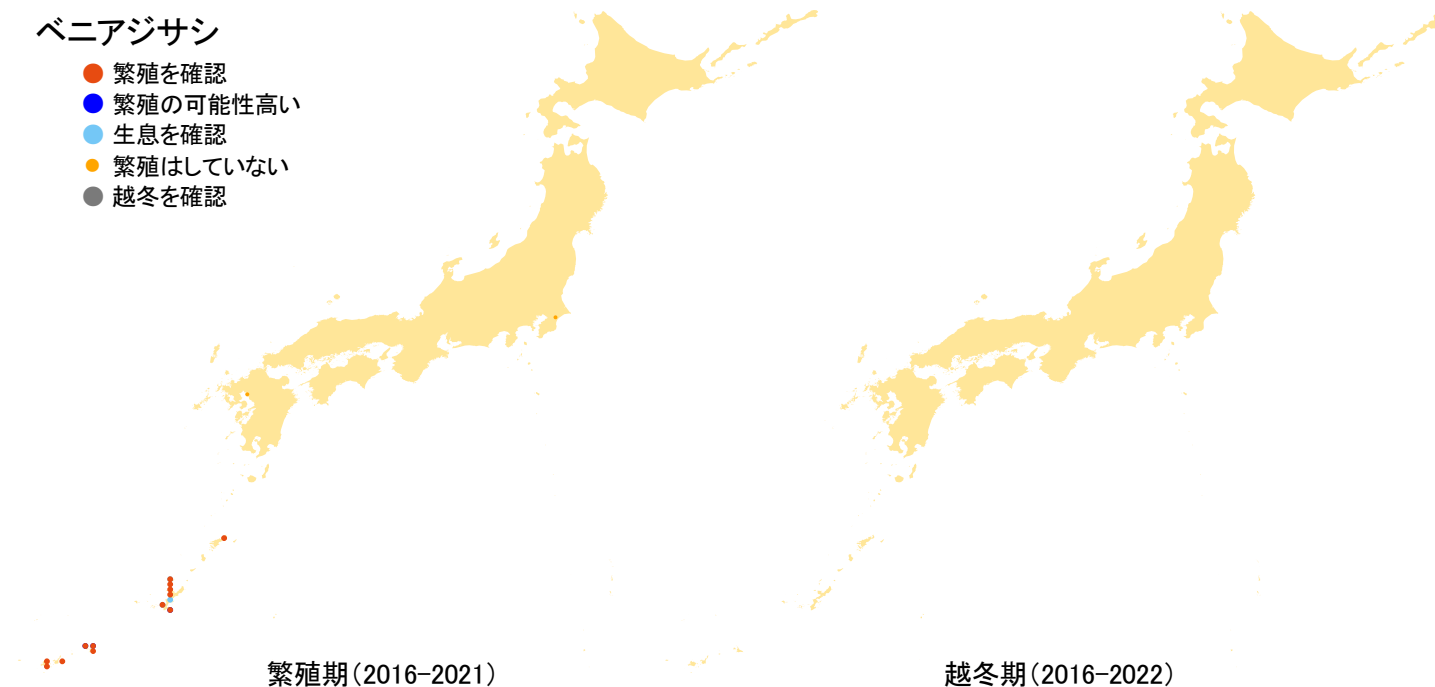 ベニアジサシ
繁殖を確認
繁殖の可能性高い
生息を確認
繁殖はしていない
越冬を確認
繁殖期（2016-2021）
越冬期（2016-2022）